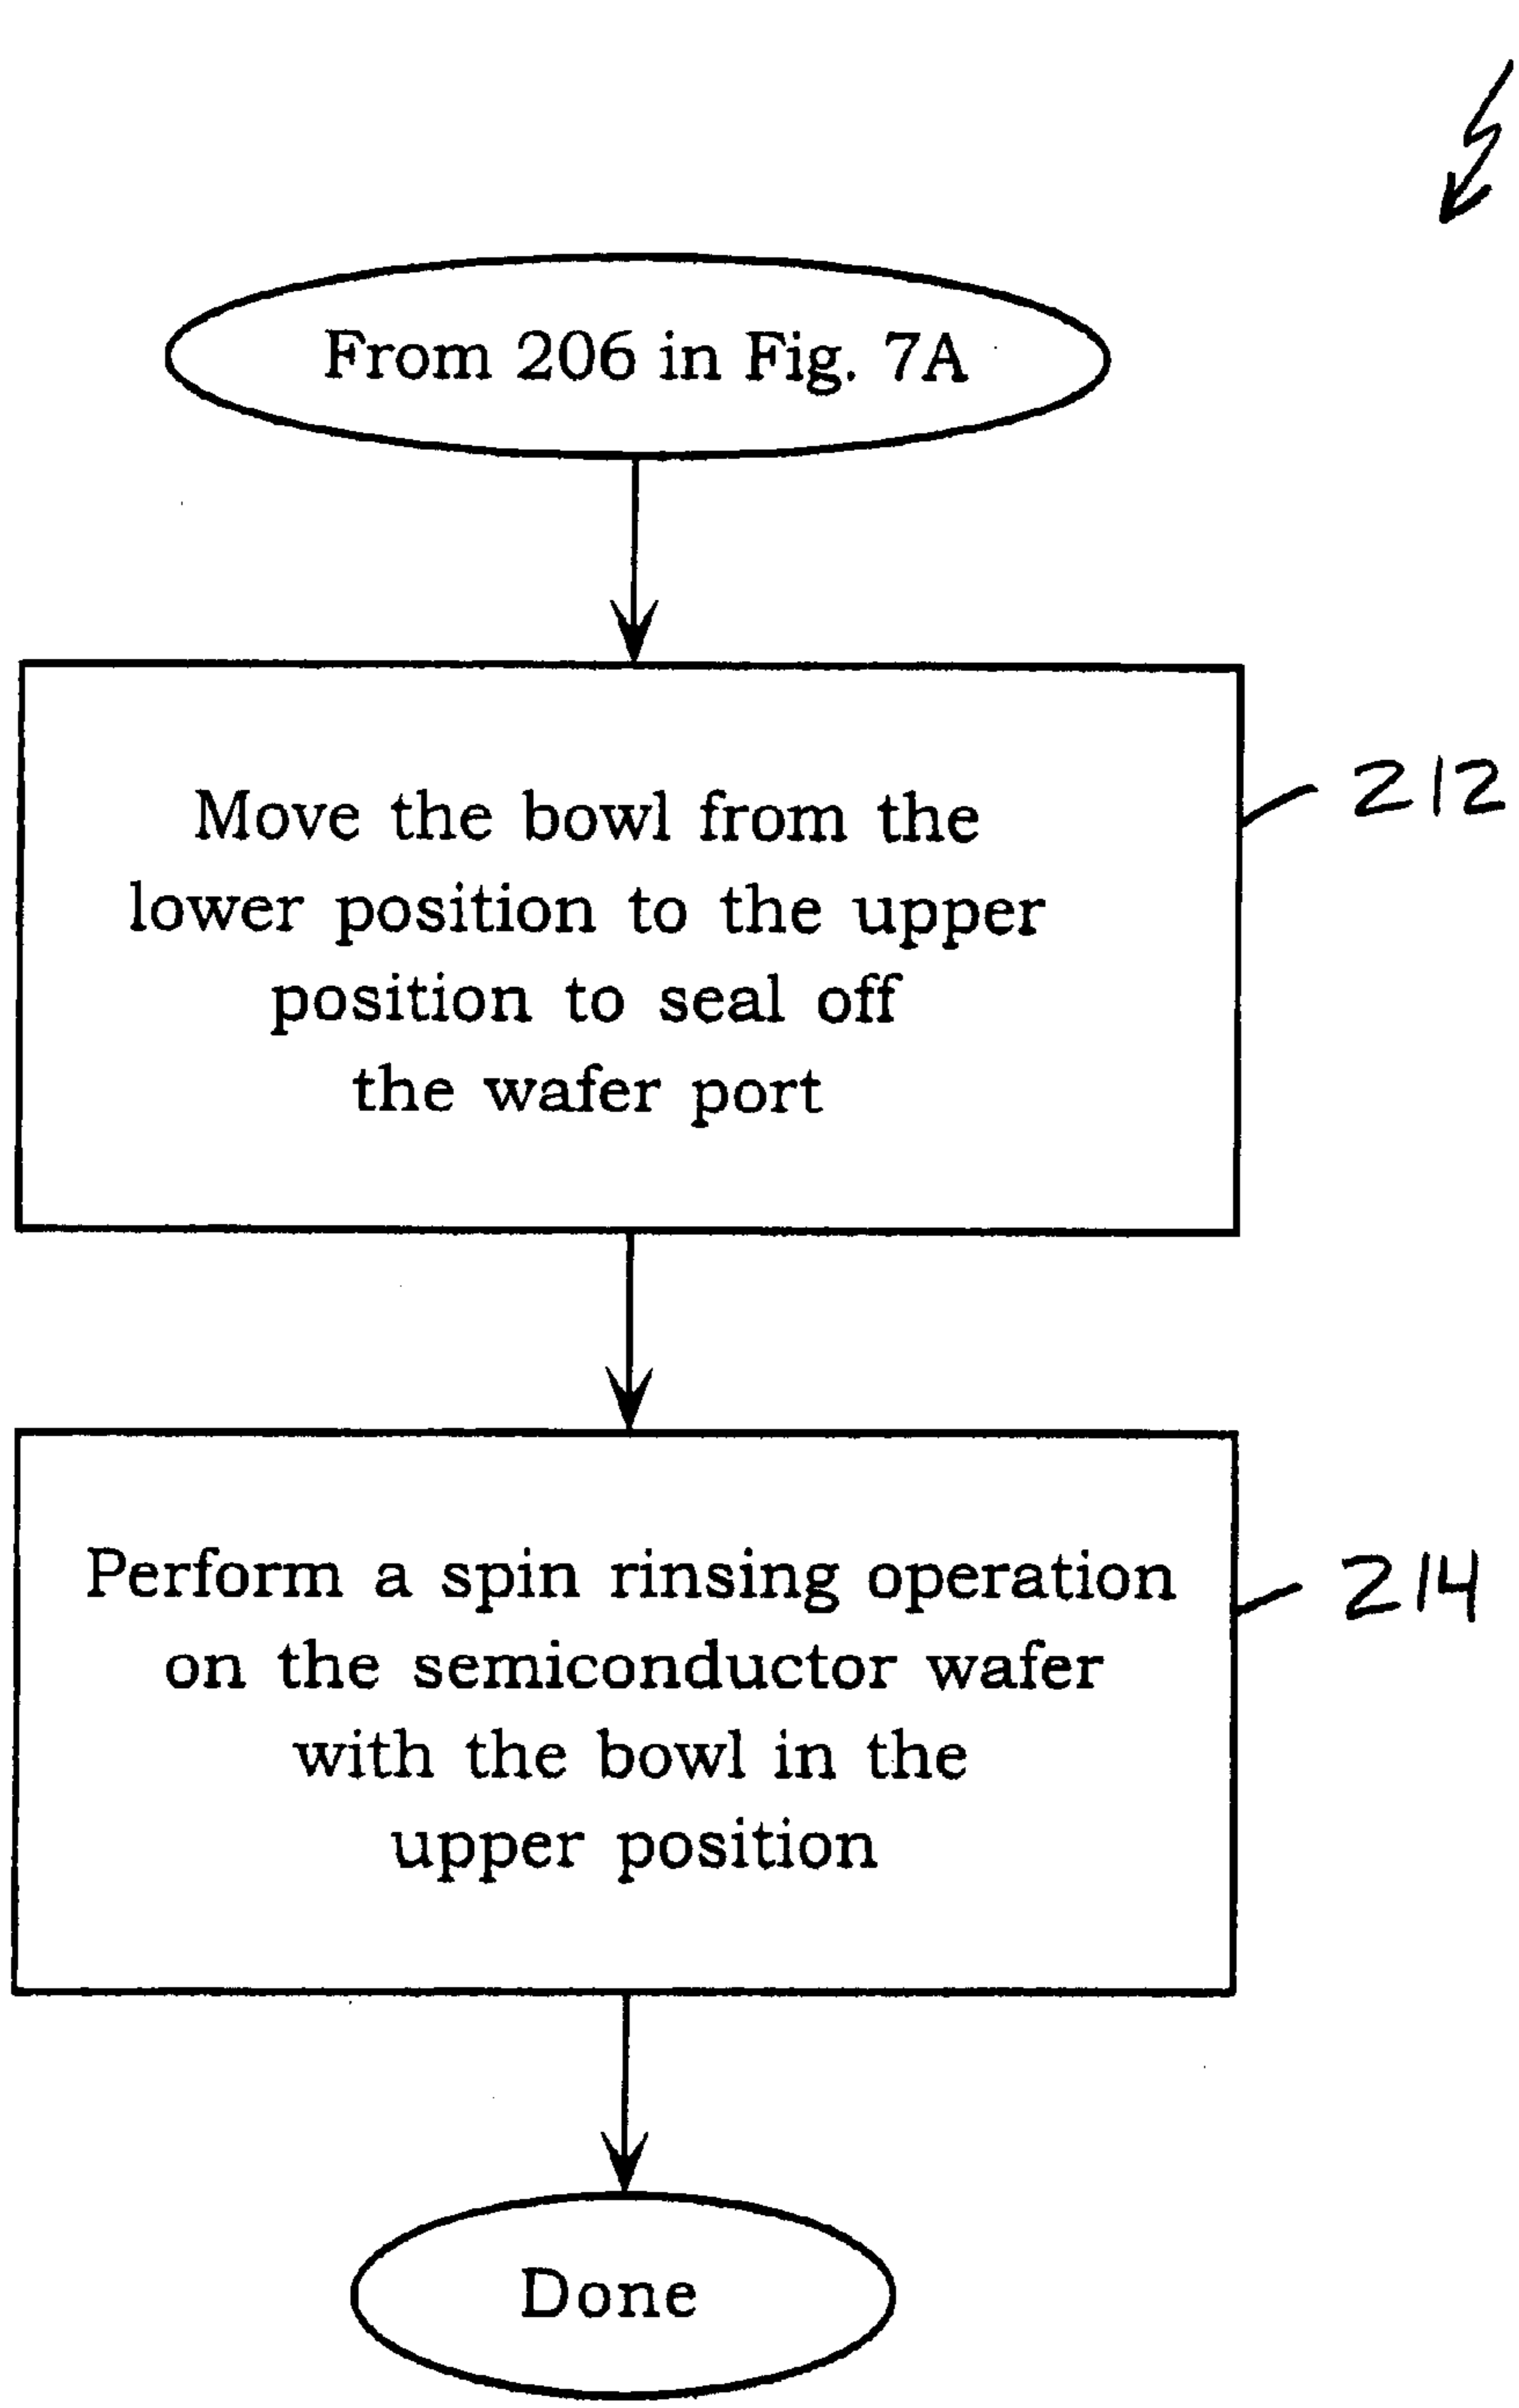 From 206 in Fig. 7A
Move the bowl from the
lower position to the upper
position to seal off
the wafer port
212
Perform a spin rinsing operation
on the semiconductor wafer
with the bowl in the
upper position
214
Done